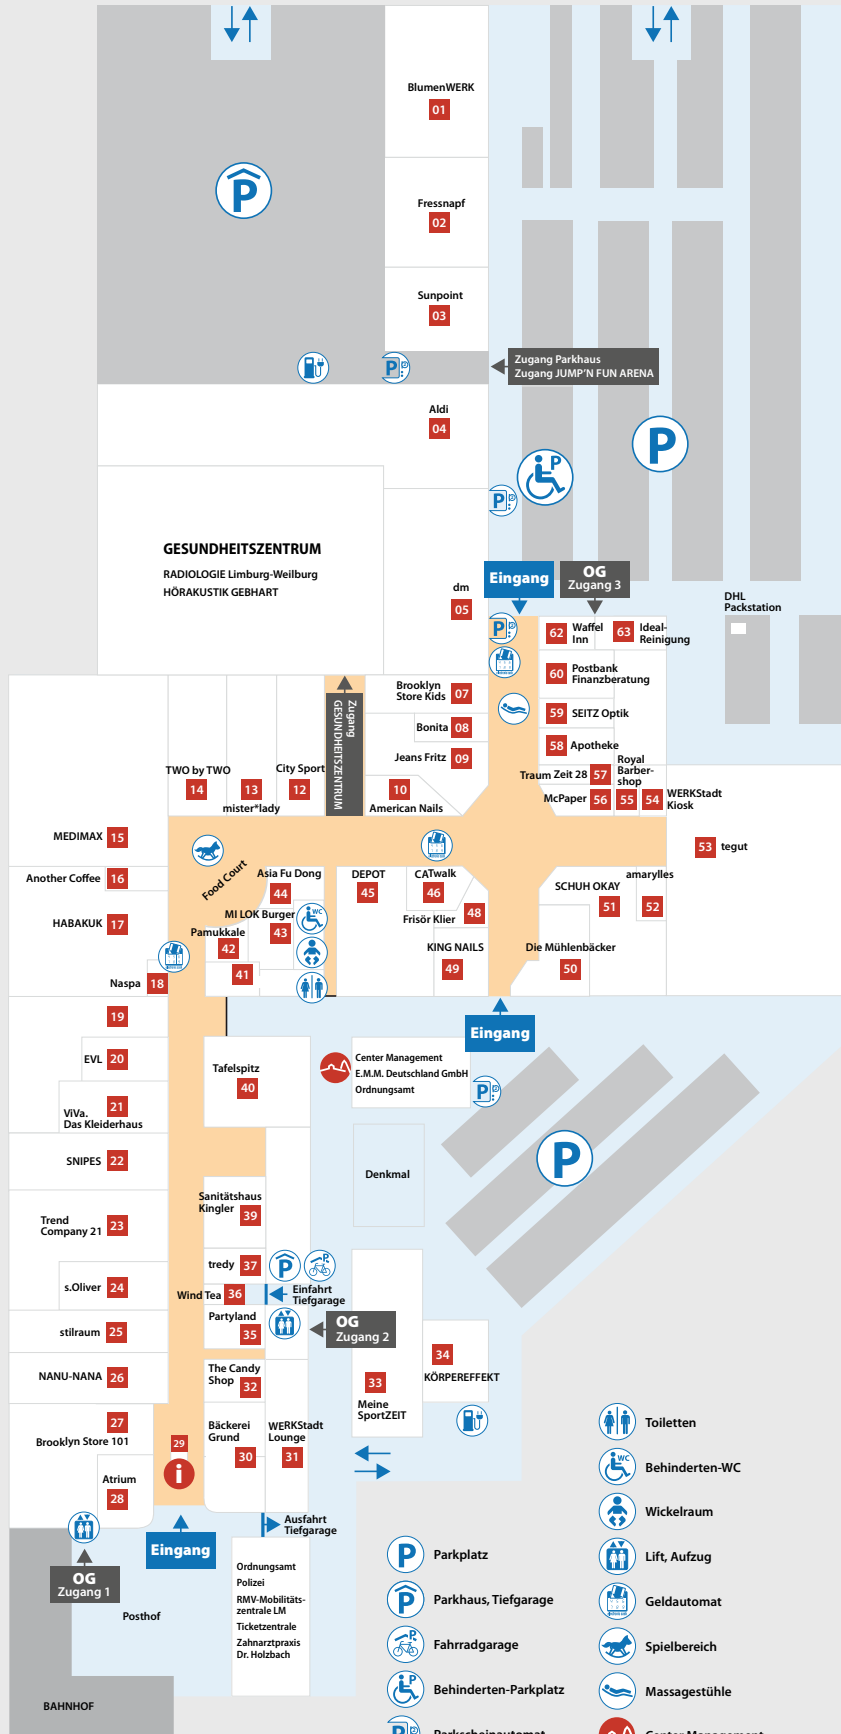 BlumenWERK
01
Fressnapf
02
Sunpoint
03
Zugang Parkhaus
Zugang JUMP'N FUN ARENA
Aldi
04
P
P
P
P
P
GESUNDHEITSZENTRUM
RADIOLOGIE Limburg-Weilburg
HÖRAKUSTIK GEBHART
dm
05
Eingang
OG
Zugang 3
DHL
Packstation
P
62
Waffel
Inn
63
Ideal-
Reinigung
60
Postbank
Finanzberatung
59
SEITZ Optik
58
Apotheke
Traum Zeit 28
57
Royal
Barber-
shop
McPaper
56
55
54
WERKStadt
Kiosk
Brooklyn
Store Kids
07
Bonita
08
Jeans Fritz
09
10
American Nails
Zugang
GESUNDHEITSZENTRUM
City Sport
12
13
mister*lady
TWO by TWO
14
MEDIMAX
15
Another Coffee
16
HABAKUK
17
Naspa
18
Food Court
Asia Fu Dong
44
MI LOK Burger
43
Pamukkale
42
41
WC
DEPOT
45
CATwalk
46
Frisör Klier
48
KING NAILS
49
53
tegut
amarylles
52
SCHUH OKAY
51
Die Mühlenbäcker
50
Eingang
19
EVL
20
ViVa.
Das Kleiderhaus
21
SNIPES
22
Trend
Company 21
23
s.Oliver
24
stilraum
25
NANU-NANA
26
27
Brooklyn Store 101
Atrium
28
29
i
Tafelspitz
40
Center Management
E.M.M. Deutschland GmbH
Ordnungsamt
P
Denkmal
P
Sanitätshaus
Kingler
39
tredy
37
P
P
Wind Tea
36
Einfahrt
Tiefgarage
Partyland
35
OG
Zugang 2
The Candy
Shop
32
34
KÖRPEREFFEKT
33
Meine
SportZEIT
Bäckerei
Grund
30
WERKStadt
Lounge
31
Ausfahrt
Tiefgarage
Eingang
OG
Zugang 1
Posthof
BAHNHOF
Ordnungsamt
Polizei
RMV-Mobilitäts-
zentrale LM
Ticketzentrale
Zahnarztpraxis
Dr. Holzbach
P
Parkplatz
P
Parkhaus, Tiefgarage
P
Fahrradgarage
P
Behinderten-Parkplatz
P
Parkscheinautomat
Toiletten
WC
Behinderten-WC
Wickelraum
Lift, Aufzug
Geldautomat
Spielbereich
Massagestühle
Center Management